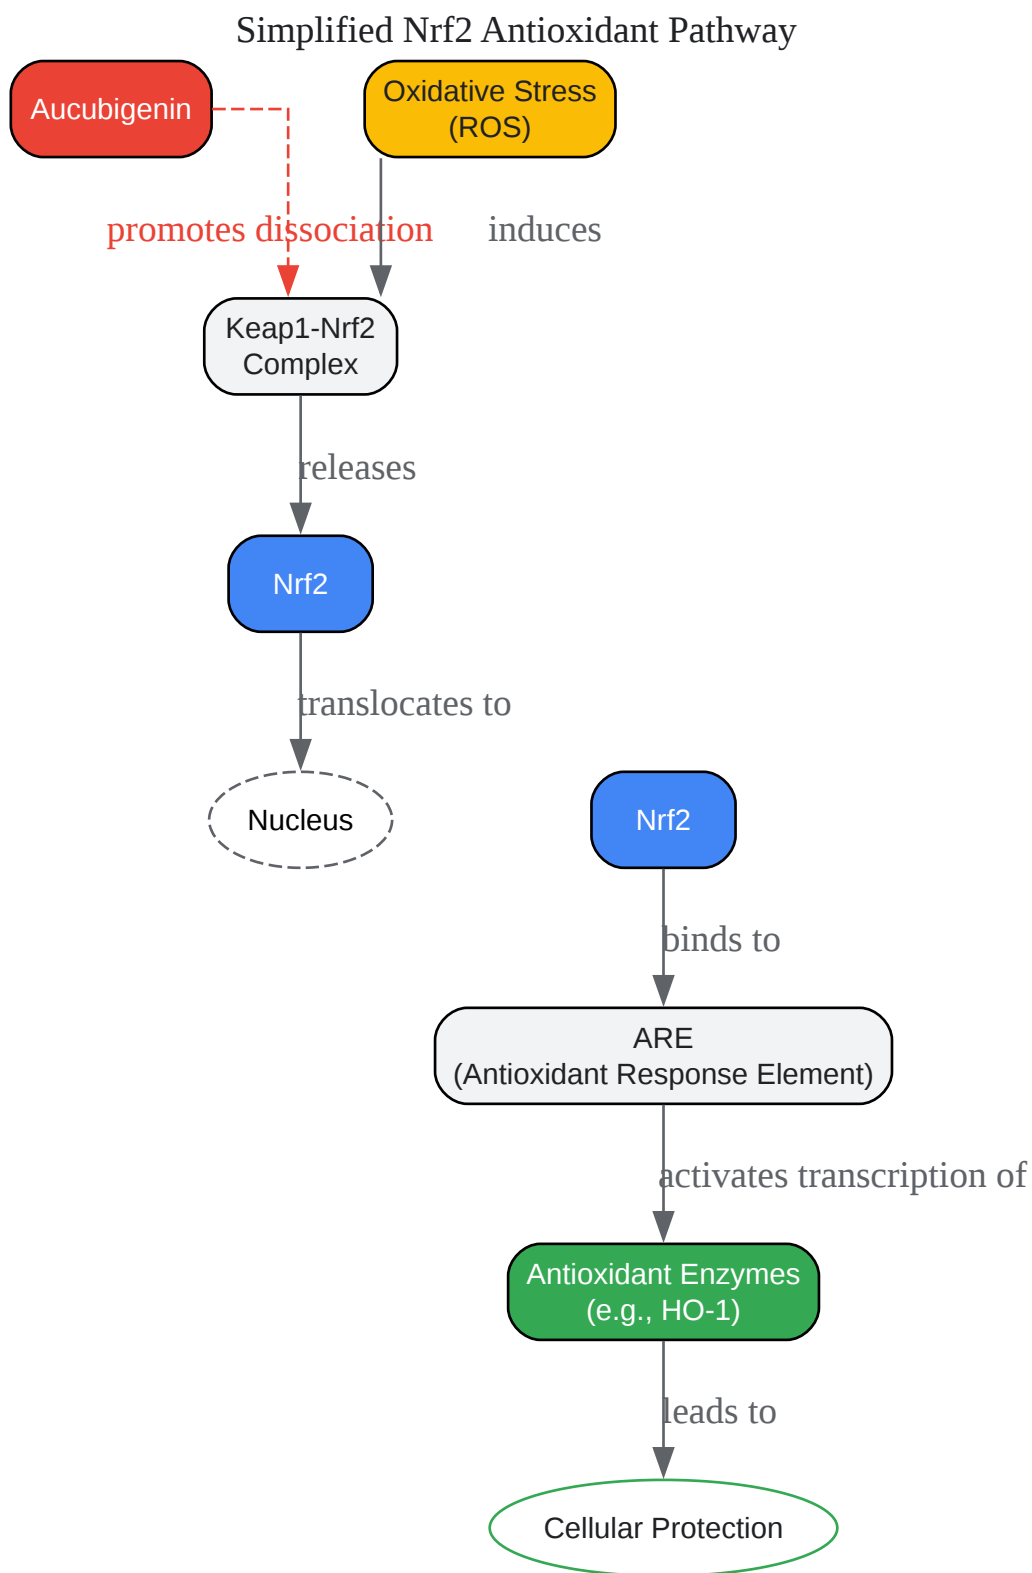 Simplified Nrf2 Antioxidant Pathway
Aucubigenin
Oxidative Stress
(ROS)
promotes dissociation
induces
Keap1-Nrf2
Complex
releases
Nrf2
translocates to
Nucleus
Nrf2
binds to
ARE
(Antioxidant Response Element)
activates transcription of
Antioxidant Enzymes
(e.g., HO-1)
leads to
Cellular Protection